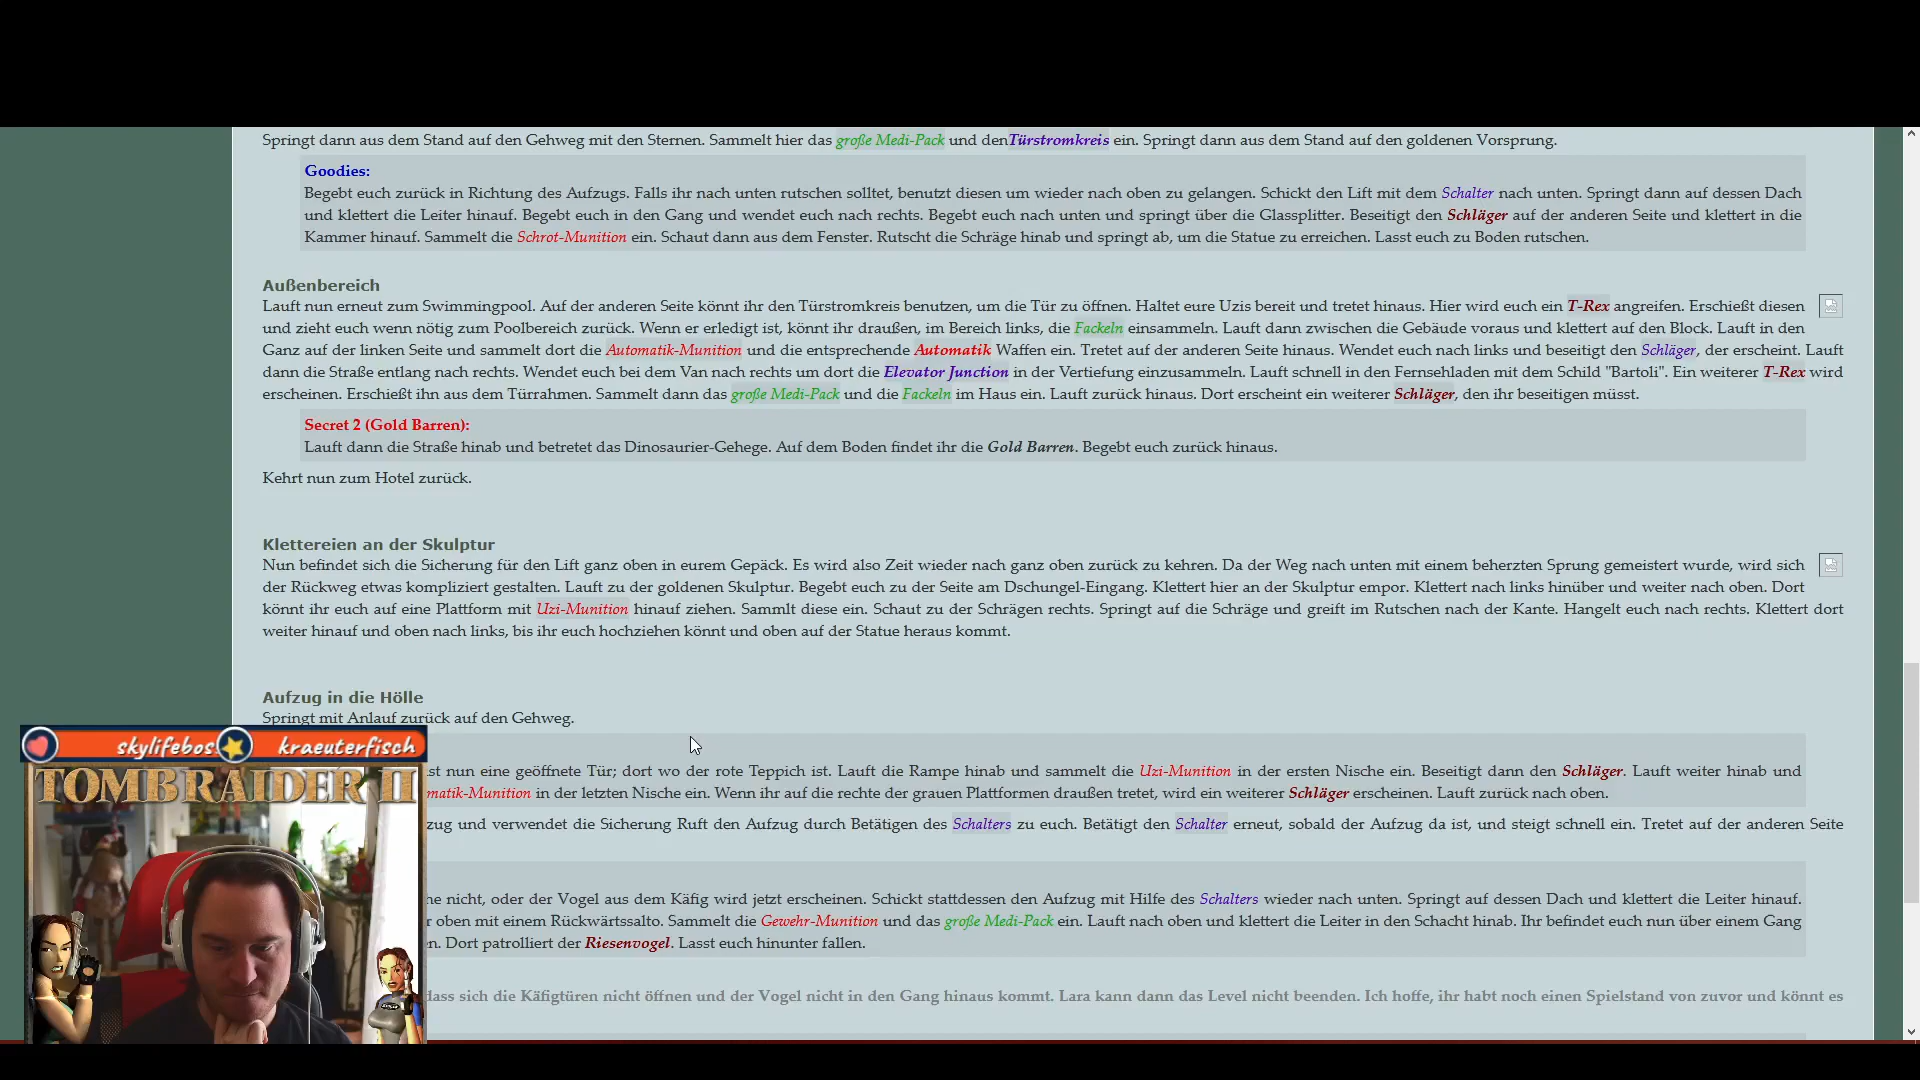 Springt dann aus dem Stand auf den Gehweg mit den Sternen. Sammelt hier das große Medi-Pack und denTürstromkreis ein. Springt dann aus dem Stand auf den goldenen Vorsprung.
Goodies:
Begebt euch zurück in Richtung des Aufzugs. Falls ihr nach unten rutschen solltet, benutzt diesen um wieder nach oben zu gelangen. Schickt den Lift mit dem Schalter nach unten. Springt dann auf dessen Dach
und klettert die Leiter hinauf. Begebt euch in den Gang und wendet euch nach rechts. Begebt euch nach unten und springt über die Glassplitter. Beseitigt den Schläger auf der anderen Seite und klettert in die
Kammer hinauf. Sammelt die Schrot-Munition ein. Schaut dann aus dem Fenster. Rutscht die Schräge hinab und springt ab, um die Statue zu erreichen. Lasst euch zu Boden rutschen.
Außenbereich
Lauft nun erneut zum Swimmingpool. Auf der anderen Seite könnt ihr den Türstromkreis benutzen, um die Tür zu öffnen. Haltet eure Uzis bereit und tretet hinaus. Hier wird euch ein T-Rex angreifen. Erschießt diesen
und zieht euch wenn nötig zum Poolbereich zurück. Wenn er erledigt ist, könnt ihr draußen, im Bereich links, die Fackeln einsammeln. Lauft dann zwischen die Gebäude voraus und klettert auf den Block. Lauft in den
Ganz auf der linken Seite und sammelt dort die Automatik-Munition und die entsprechende Automatik Waffen ein. Tretet auf der anderen Seite hinaus. Wendet euch nach links und beseitigt den Schläger, der erscheint. Lauft
dann die Straße entlang nach rechts. Wendet euch bei dem Van nach rechts um dort die Elevator Junction in der Vertiefung einzusammeln. Lauft schnell in den Fernsehladen mit dem Schild "Bartoli". Ein weiterer T-Rex wird
erscheinen. Erschießt ihn aus dem Türrahmen. Sammelt dann das große Medi-Pack und die Fackeln im Haus ein. Lauft zurück hinaus. Dort erscheint ein weiterer Schläger, den ihr beseitigen müsst.
Secret 2 (Gold Barren):
Lauft dann die Straße hinab und betretet das Dinosaurier-Gehege. Auf dem Boden findet ihr die Gold Barren. Begebt euch zurück hinaus.
Kehrt nun zum Hotel zurück.
Klettereien an der Skulptur
Nun befindet sich die Sicherung für den Lift ganz oben in eurem Gepäck. Es wird also Zeit wieder nach ganz oben zurück zu kehren. Da der Weg nach unten mit einem beherzten Sprung gemeistert wurde, wird sich
der Rückweg etwas kompliziert gestalten. Lauft zu der goldenen Skulptur. Begebt euch zu der Seite am Dschungel-Eingang. Klettert hier an der Skulptur empor. Klettert nach links hinüber und weiter nach oben. Dort
könnt ihr euch auf eine Plattform mit Uzi-Munition hinauf ziehen. Sammlt diese ein. Schaut zu der Schrägen rechts. Springt auf die Schräge und greift im Rutschen nach der Kante. Hangelt euch nach rechts. Klettert dort
weiter hinauf und oben nach links, bis ihr euch hochziehen könnt und oben auf der Statue heraus kommt.
Aufzug in die Hölle
Springt mit Anlauf zurück auf den Gehweg.
st nun eine geöffnete Tür; dort wo der rote Teppich ist. Lauft die Rampe hinab und sammelt die Uzi-Munition in der ersten Nische ein. Beseitigt dann den Schläger. Lauft weiter hinab und
matik-Munition in der letzten Nische ein. Wenn ihr auf die rechte der grauen Plattformen draußen tretet, wird ein weiterer Schläger erscheinen. Lauft zurück nach oben.
zug und verwendet die Sicherung Ruft den Aufzug durch Betätigen des Schalters zu euch. Betätigt den Schalter erneut, sobald der Aufzug da ist, und steigt schnell ein. Tretet auf der anderen Seite
he nicht, oder der Vogel aus dem Käfig wird jetzt erscheinen. Schickt stattdessen den Aufzug mit Hilfe des Schalters wieder nach unten. Springt auf dessen Dach und klettert die Leiter hinauf.
r oben mit einem Rückwärtssalto. Sammelt die Gewehr-Munition und das große Medi-Pack ein. Lauft nach oben und klettert die Leiter in den Schacht hinab. Ihr befindet euch nun über einem Gang
n. Dort patrolliert der Riesenvogel. Lasst euch hinunter fallen.
dass sich die Käfigtüren nicht öffnen und der Vogel nicht in den Gang hinaus kommt. Lara kann dann das Level nicht beenden. Ich hoffe, ihr habt noch einen Spielstand von zuvor und könnt es
skylifebos
kraeuterfisch
TOMB RAIDER II